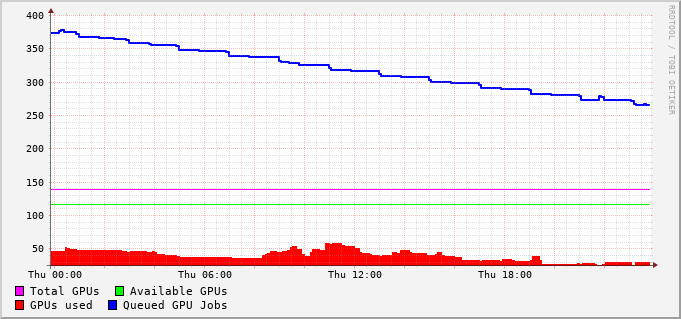 400
350
300
250
200
150
100
50
Thu 00:00 Thu 06:00 Thu 12:00 Thu 18:00
Total GPUs Available GPUs
GPUs used Queued GPU Jobs
RRDTOOL / TOBI OETIKER